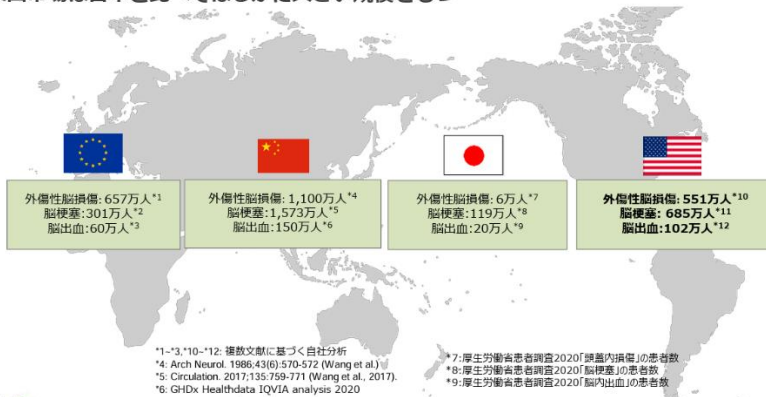 外傷性脳損傷: 657万人*1
脳梗塞:301万人*2
脳出血:60万人*3
外傷性脳損傷: 1,100万人*4
脳梗塞:1,573万人*5
脳出血:150万人*6
外傷性脳損傷: 6万人*7
脳梗塞:119万人*8
脳出血:20万人*9
外傷性脳損傷: 551万人*10
脳梗塞: 685万人*11
脳出血:102万人*12
*1~*3,*10~*12: 複数文献に基づく自社分析
*4: Arch Neurol. 1986;43(6):570-572 (Wang et al.)
*5: Circulation. 2017;135:759-771 (Wang et al., 2017).
*6: GHDx Healthdata IQVIA analysis 2020
*7:厚生労働省患者調査2020「頭蓋内損傷」の患者数
*8:厚生労働省患者調査2020「脳梗塞」の患者数
*9:厚生労働省患者調査2020「脳内出血」の患者数